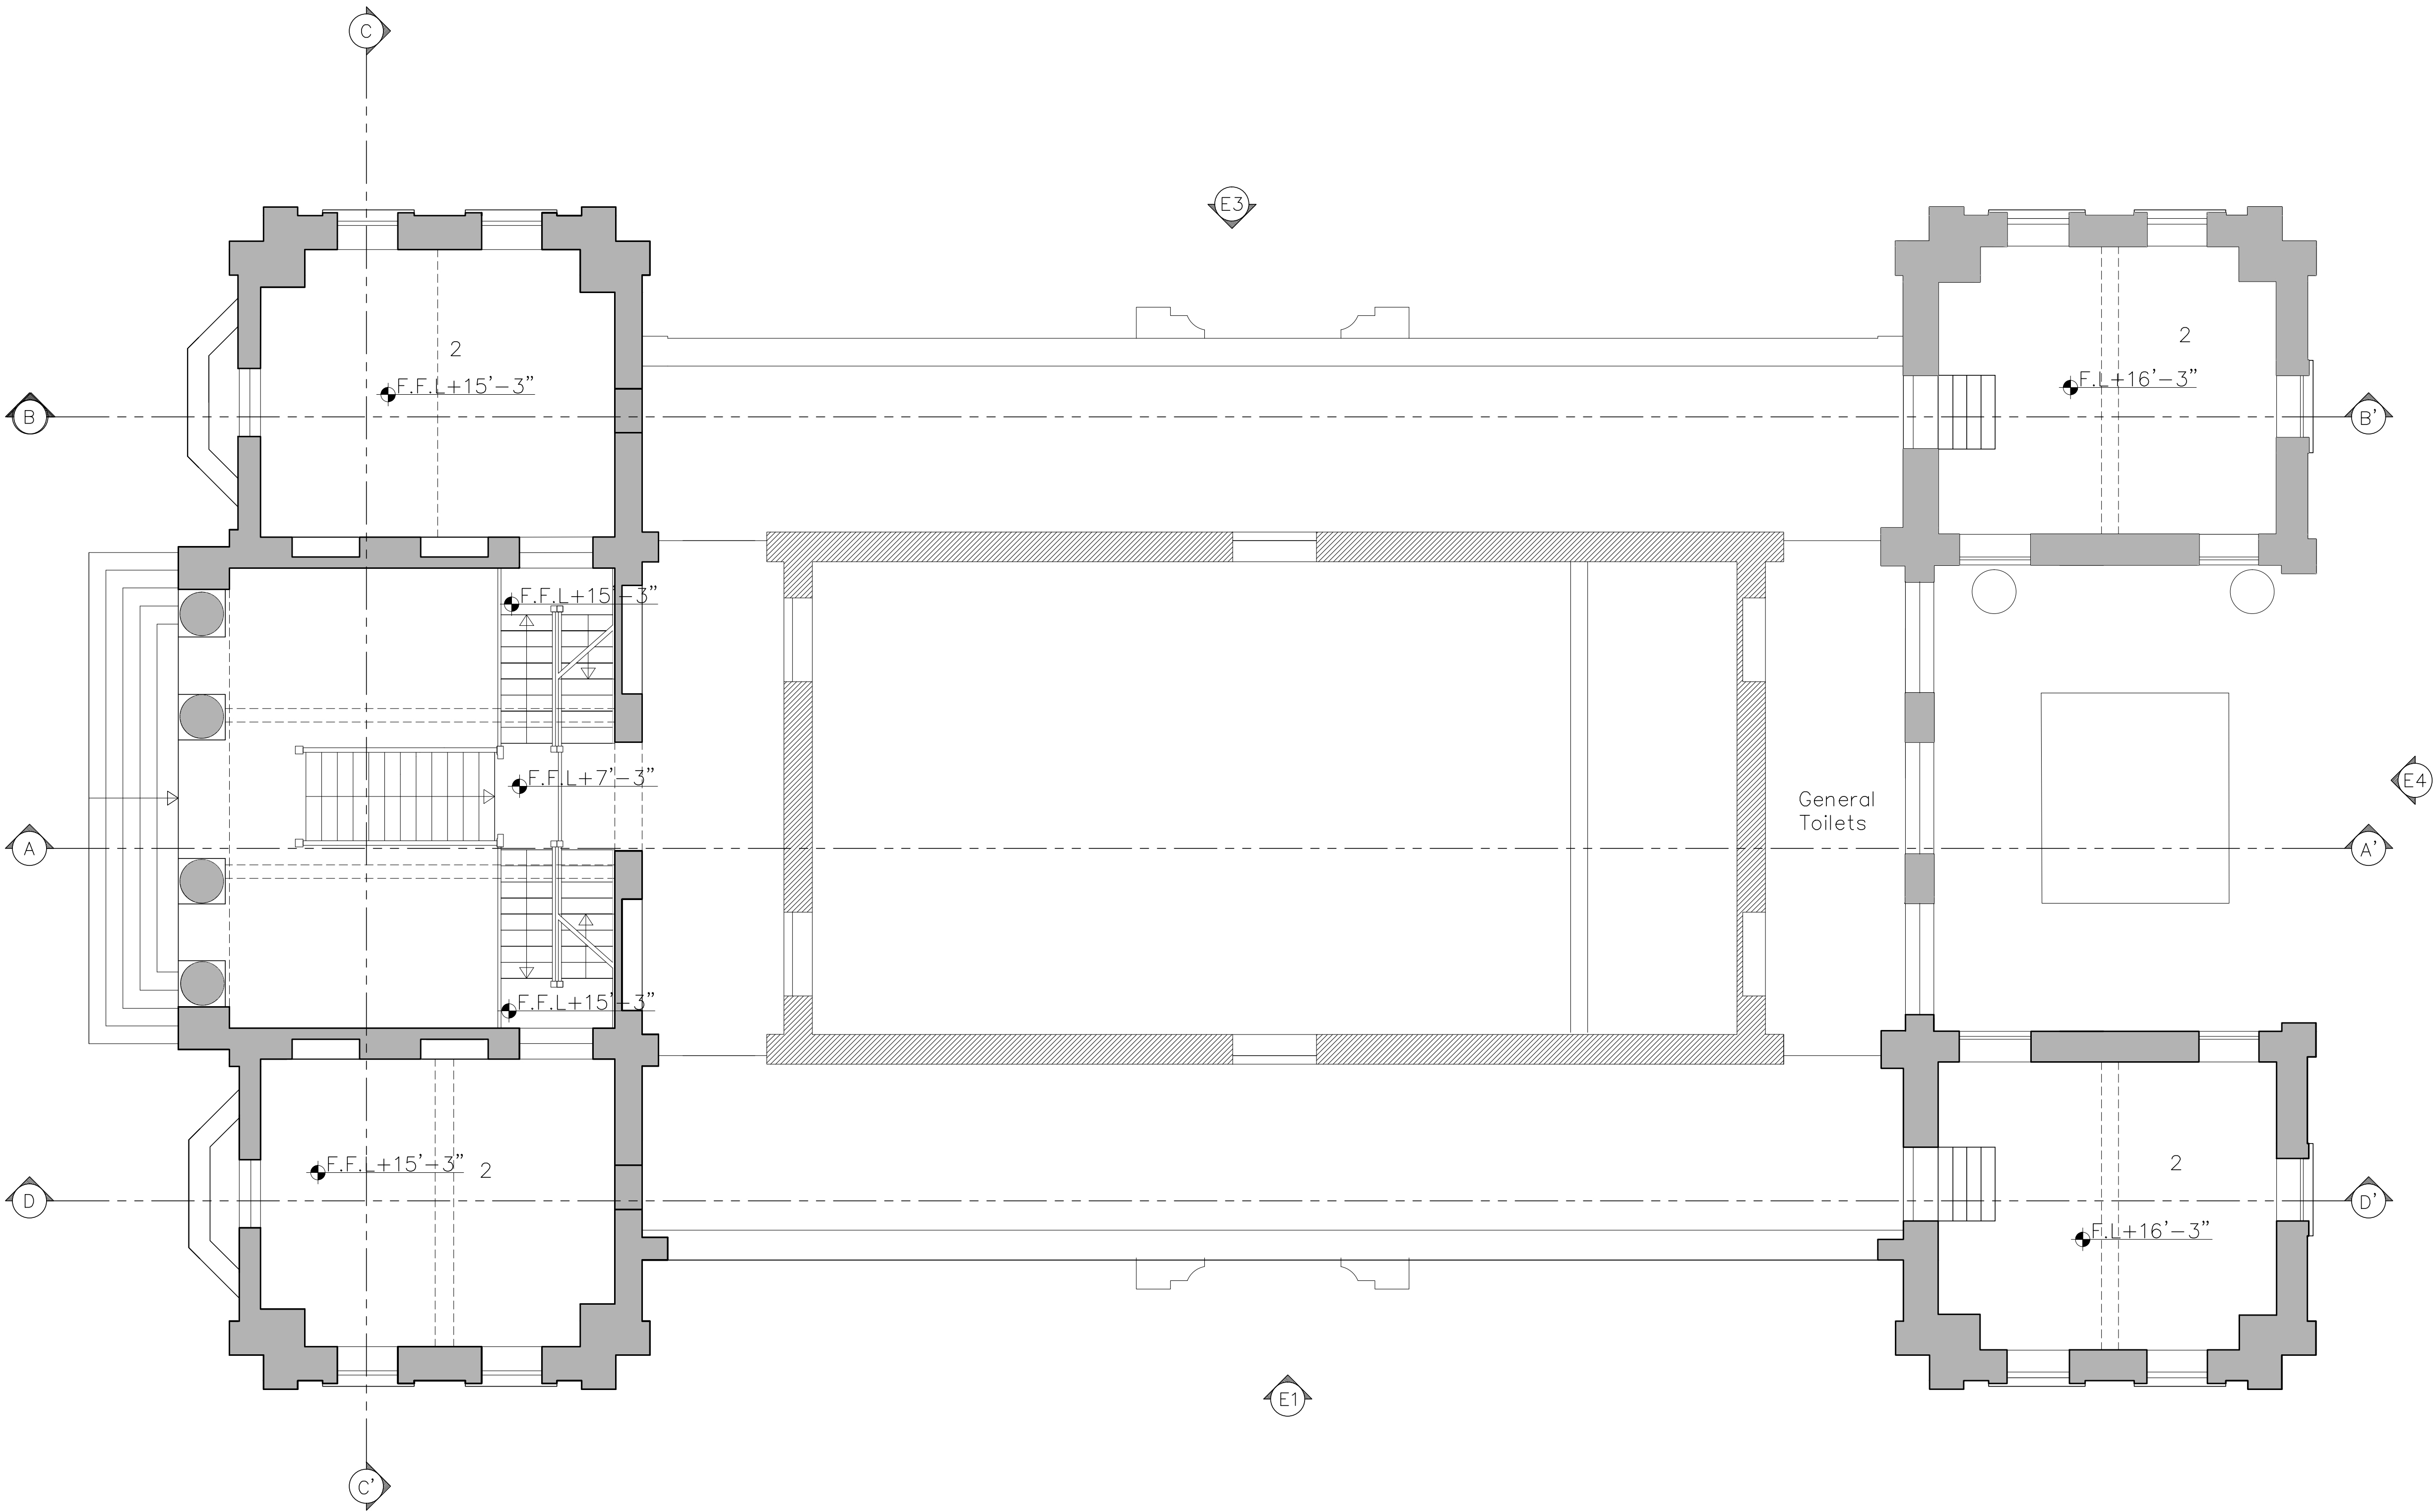 C
E3
2
2
F.F.L+15'-3"
F.L+16'-3"
B
B'
F.F.L+15'-3"
F.F.L+7'-3"
E4
General
Toilets
A
A'
F.F.L+15'-3"
F.F.L+15'-3"
2
2
D
D'
F.L+16'-3"
E1
C'